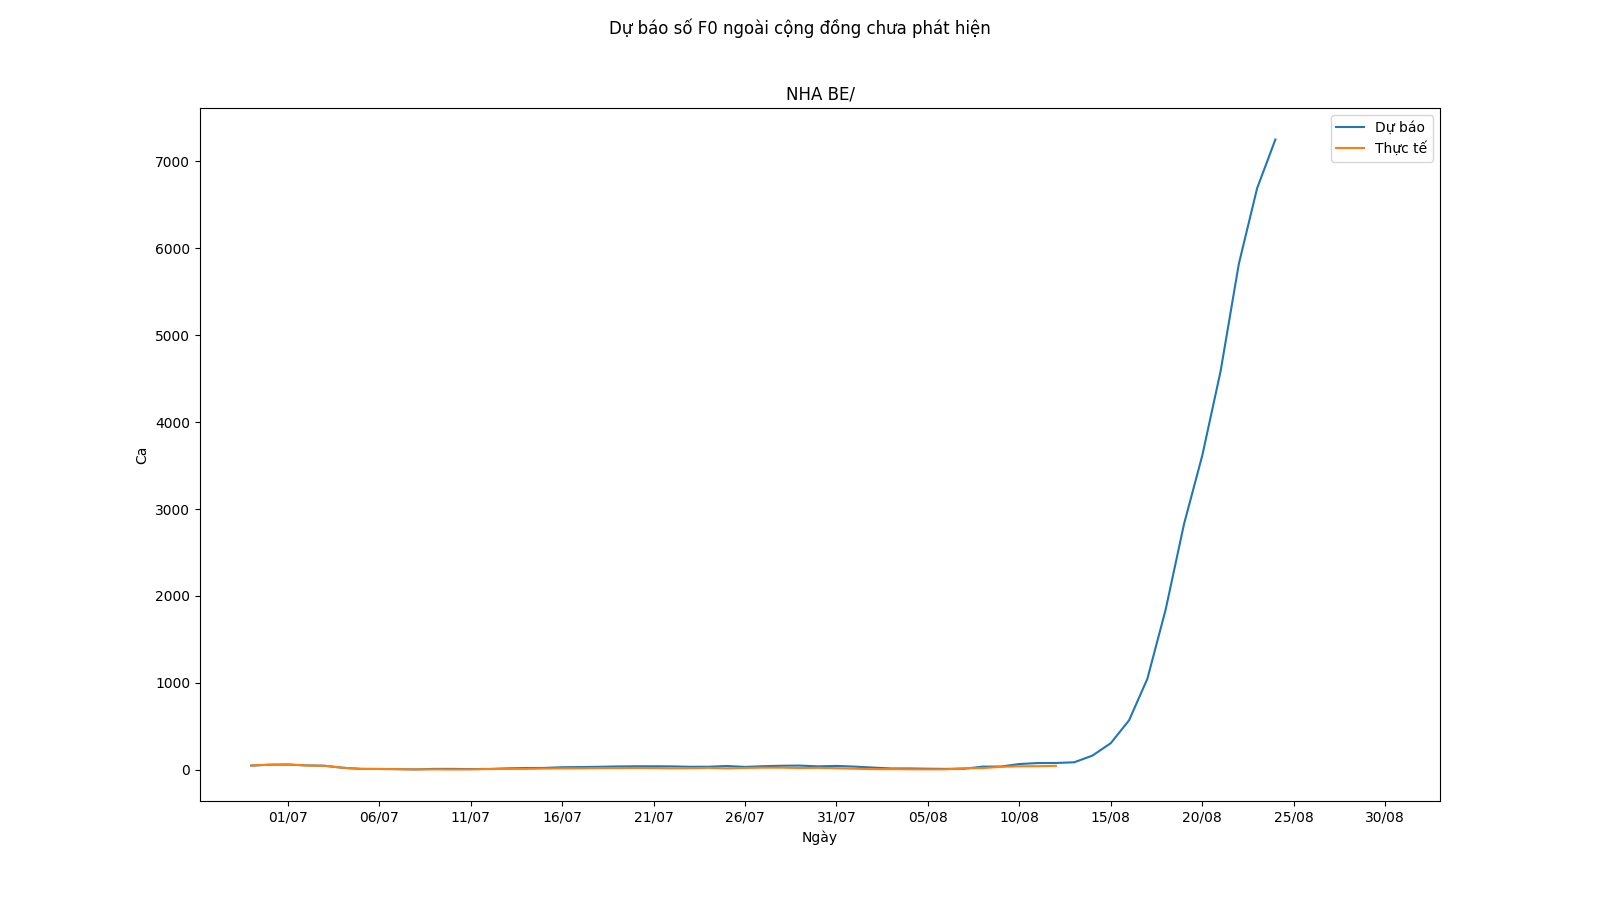 Dự báo số F0 ngoài cộng đồng chưa phát hiện
NHA BE/
Dự báo
Thực tế
7000
6000
5000
4000
3000
2000
1000
0
Ca
01/07 06/07 11/07 16/07 21/07 26/07 31/07 05/08 10/08 15/08 20/08 25/08 30/08
Ngày